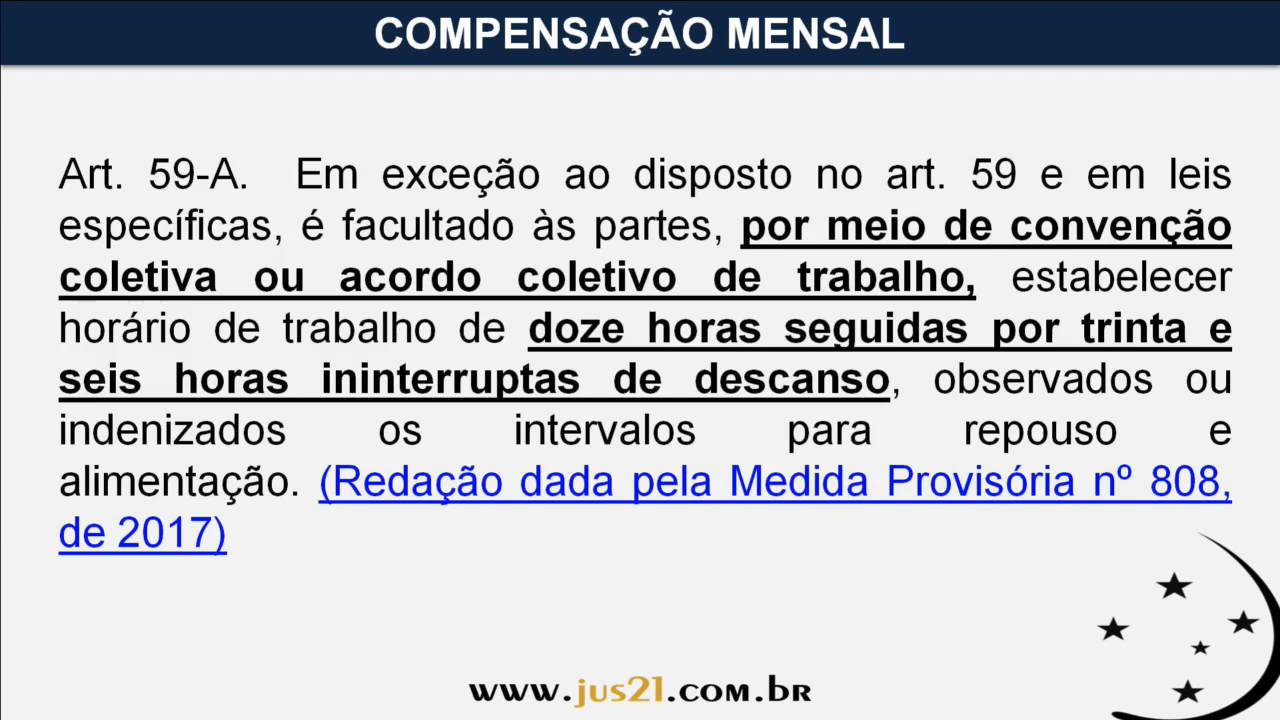 COMPENSAÇÃO MENSAL
Art. 59-A. Em exceção ao disposto no art. 59 e em leis
específicas, é facultado às partes, por meio de convenção
coletiva ou acordo coletivo de trabalho, estabelecer
horário de trabalho de doze horas seguidas por trinta e
seis horas ininterruptas de descanso, observados ou
indenizados os intervalos para repouso e
alimentação. (Redação dada pela Medida Provisória nº 808,
de 2017)
www.jus21.com.br